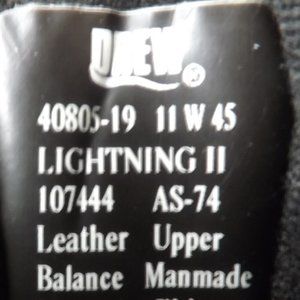 DREW®
40805-19 11 W 45
LIGHTNING II
107444 AS-74
Leather Upper
Balance Manmade